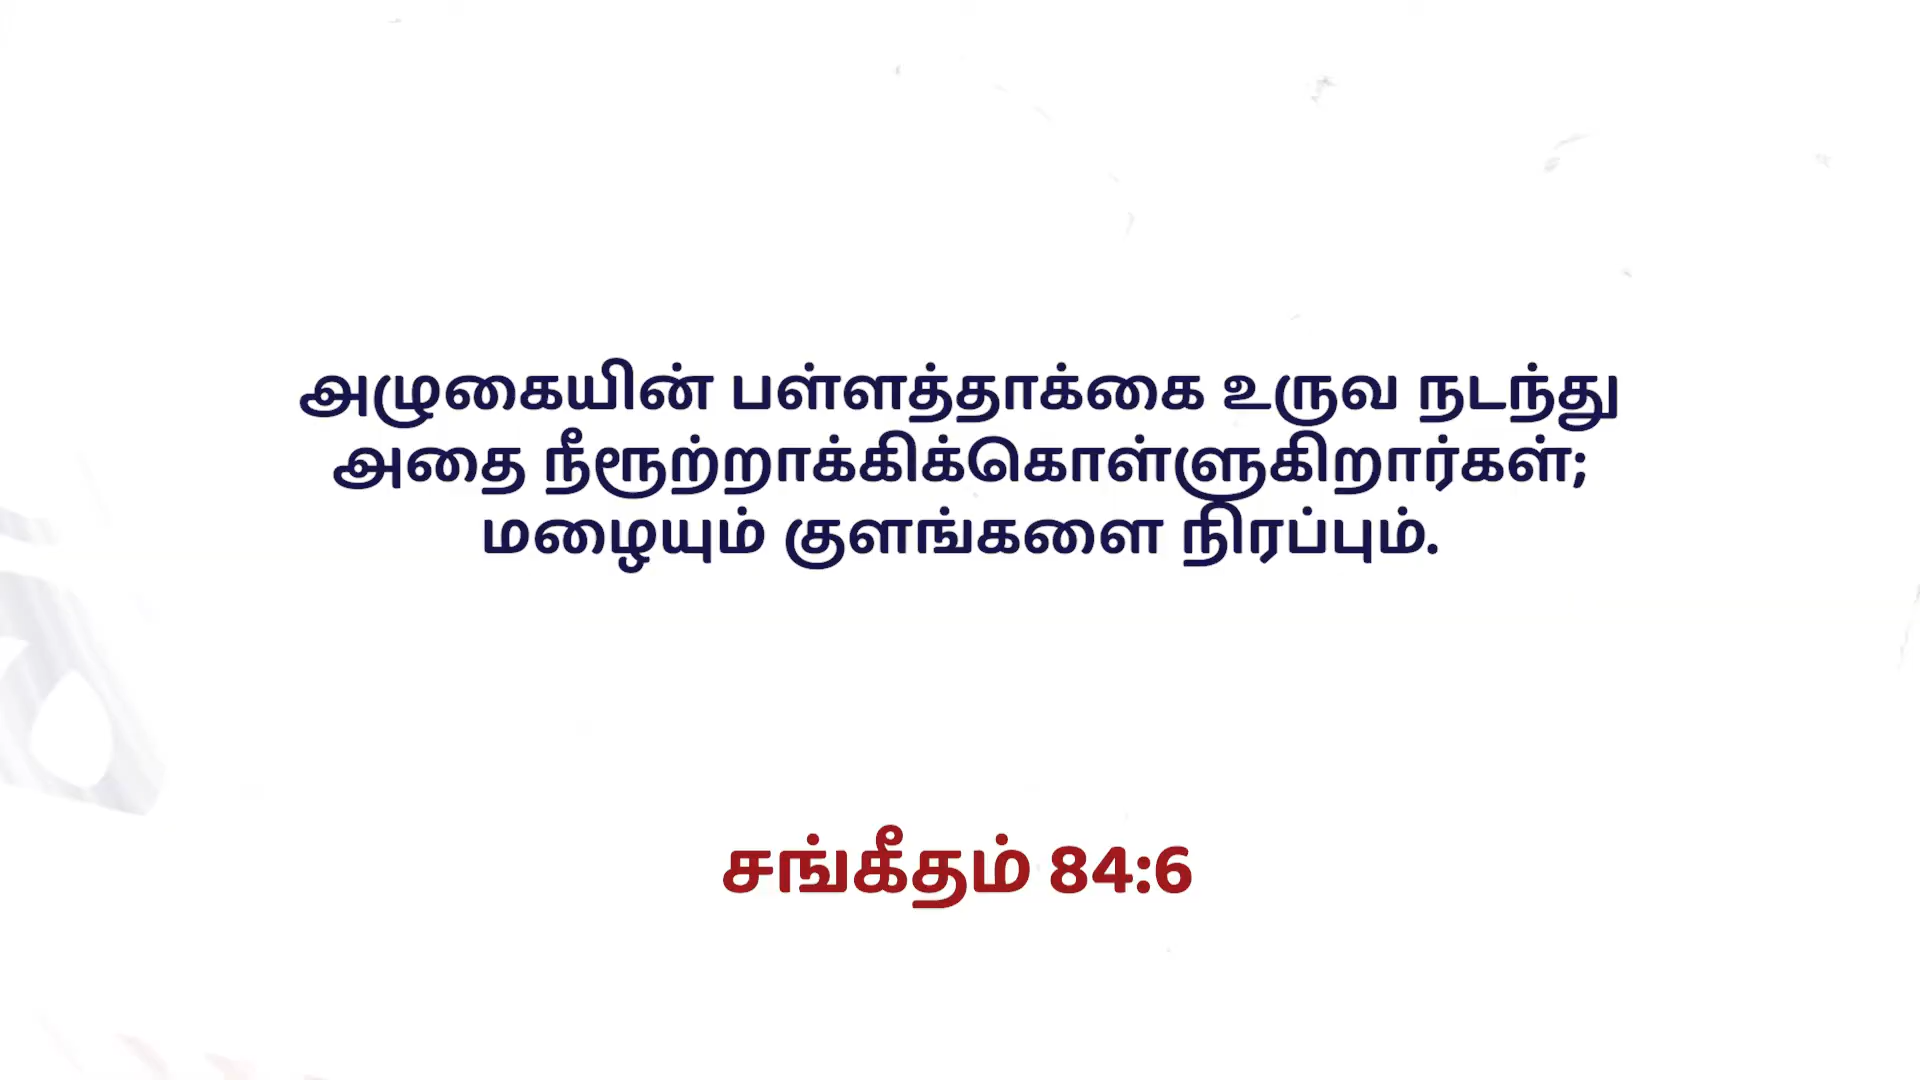 அழுகையின் பள்ளத்தாக்கை உருவ நடந்து
அதை நீரூற்றாக்கிக்கொள்ளுகிறார்கள்;
மழையும் குளங்களை நிரப்பும்.
சங்கீதம் 84:6